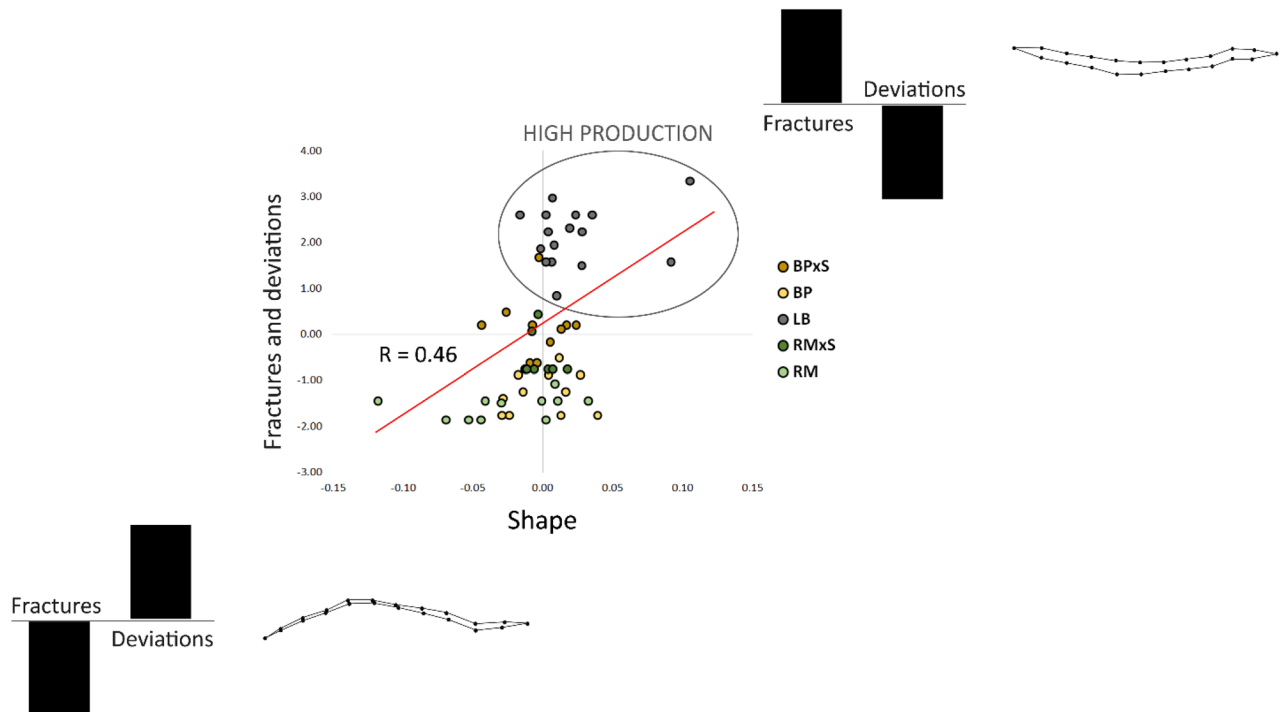 Deviations
Fractures
HIGH PRODUCTION
Fractures and deviations
4.00
3.00
2.00
1.00
0.00
-1.00
-2.00
-3.00
R = 0.46
-0.15 -0.10 -0.05 0.00 0.05 0.10 0.15
Shape
BPxS
BP
LB
RMxS
RM
Fractures
Deviations